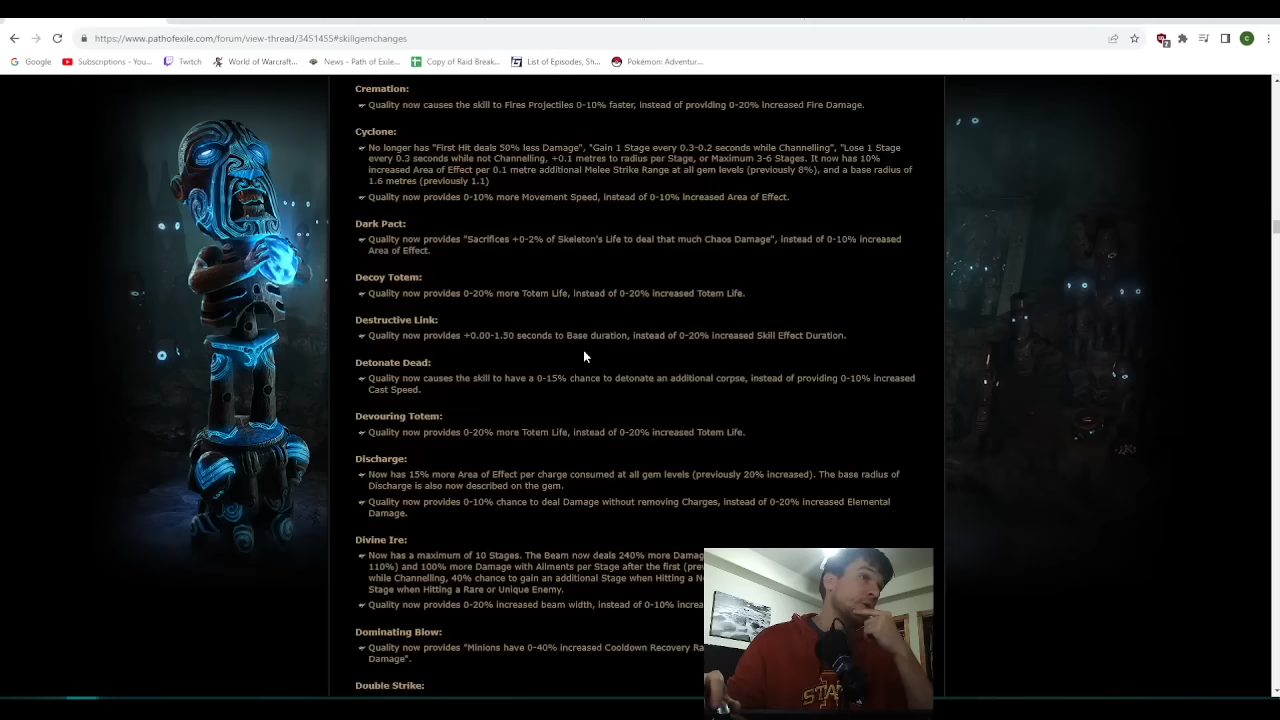 https://www.pathofexile.com/forum/view-thread/3451455#skillgemchanges
Google
Subscriptions - You...
Twitch
World of Warcraft...
News - Path of Exile...
Copy of Raid Break...
List of Episodes, Sh...
Pokémon: Adventur...
Cremation:
Quality now causes the skill to Fires Projectiles 0-10% faster, instead of providing 0-20% increased Fire Damage.
Cyclone:
No longer has "First Hit deals 50% less Damage", "Gain 1 Stage every 0.3-0.2 seconds while Channelling", "Lose 1 Stage
every 0.3 seconds while not Channelling, +0.1 metres to radius per Stage, or Maximum 3-6 Stages. It now has 10%
increased Area of Effect per 0.1 metre additional Melee Strike Range at all gem levels (previously 8%), and a base radius of
1.6 metres (previously 1.1)
Quality now provides 0-10% more Movement Speed, instead of 0-10% increased Area of Effect.
Dark Pact:
Quality now provides "Sacrifices +0-2% of Skeleton's Life to deal that much Chaos Damage", instead of 0-10% increased
Area of Effect.
Decoy Totem:
Quality now provides 0-20% more Totem Life, instead of 0-20% increased Totem Life.
Destructive Link:
Quality now provides +0.00-1.50 seconds to Base duration, instead of 0-20% increased Skill Effect Duration.
Detonate Dead:
Quality now causes the skill to have a 0-15% chance to detonate an additional corpse, instead of providing 0-10% increased
Cast Speed.
Devouring Totem:
Quality now provides 0-20% more Totem Life, instead of 0-20% increased Totem Life.
Discharge:
Now has 15% more Area of Effect per charge consumed at all gem levels (previously 20% increased). The base radius of
Discharge is also now described on the gem.
Quality now provides 0-10% chance to deal Damage without removing Charges, instead of 0-20% increased Elemental
Damage.
Divine Ire:
Now has a maximum of 10 Stages. The Beam now deals 240% more Damag
110%) and 100% more Damage with Ailments per Stage after the first (pre
while Channelling, 40% chance to gain an additional Stage when Hitting a N
Stage when Hitting a Rare or Unique Enemy.
Quality now provides 0-20% increased beam width, instead of 0-10% increa
Dominating Blow:
Quality now provides "Minions have 0-40% increased Cooldown Recovery Ra
Damage".
Double Strike: